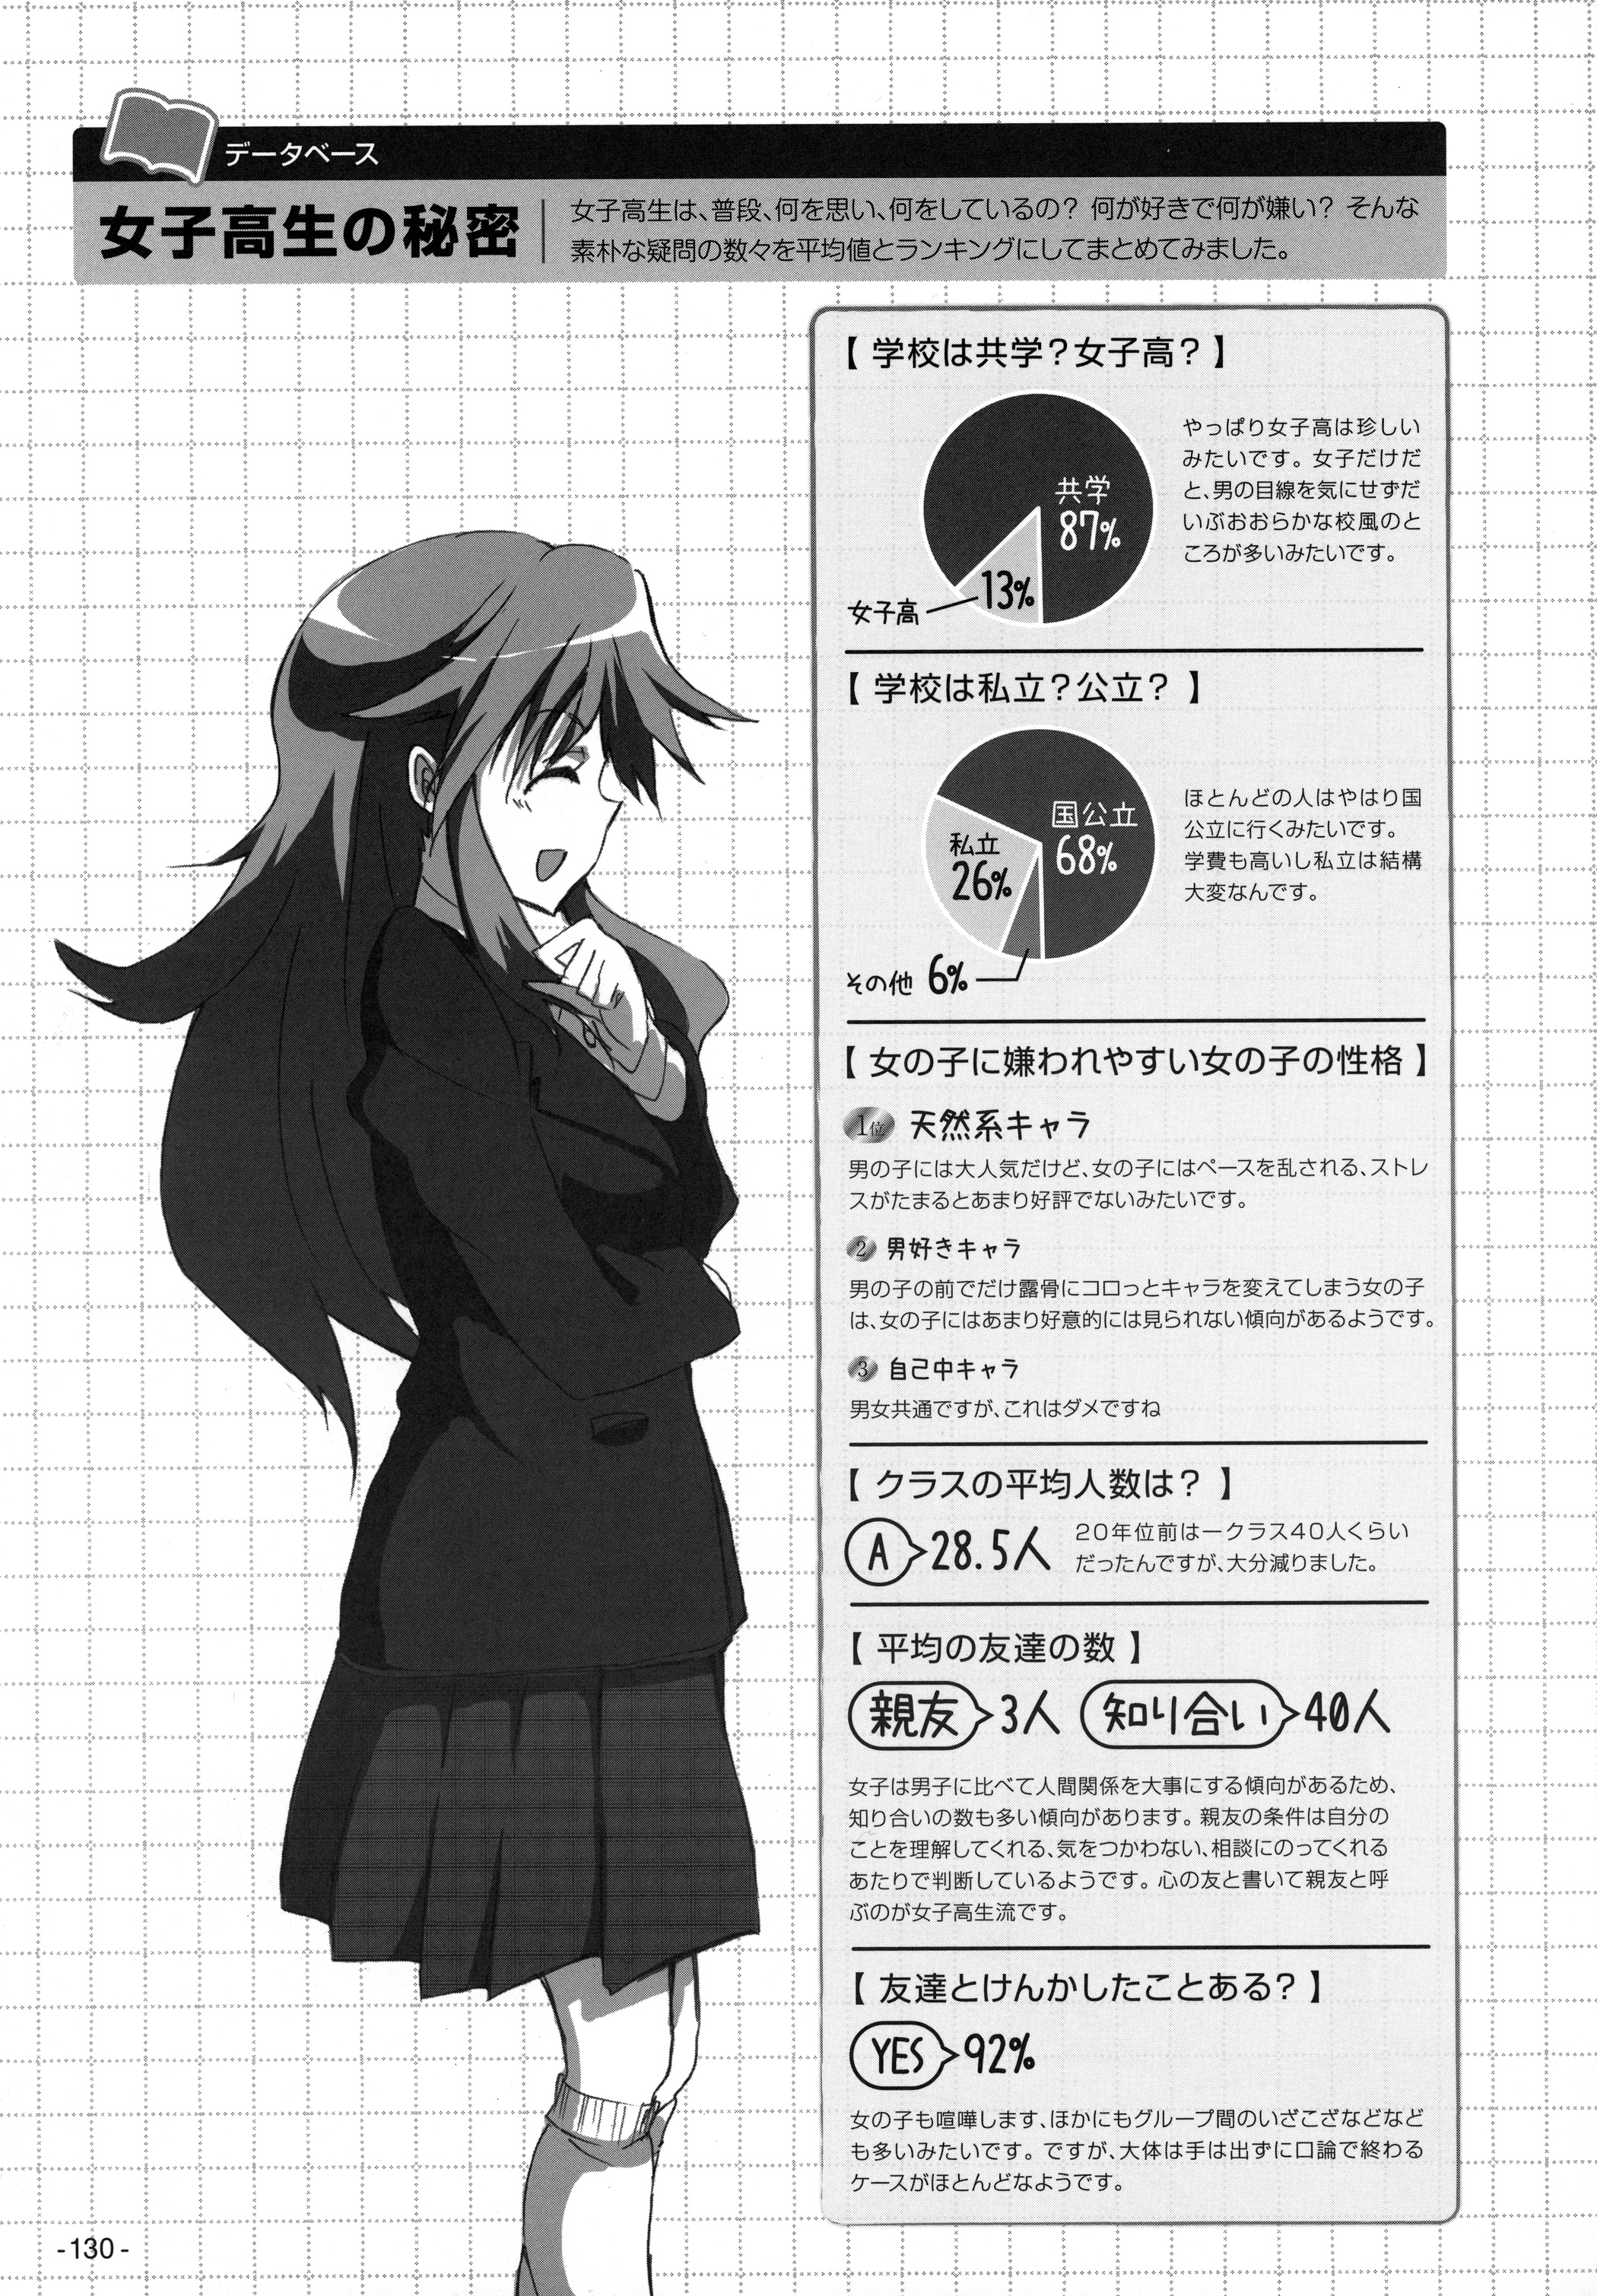 データベース
女子高生の秘密
女子高生は、普段、何を思い、何をしているの? 何が好きで何が嫌い? そんな
素朴な疑問の数々を平均値とランキングにしてまとめてみました。
【 学校は共学?女子高? 】
共学
87%
13%
女子高
やっぱり女子高は珍しい
みたいです。女子だけだ
と、男の目線を気にせずだ
いぶおおらかな校風のと
ころが多いみたいです。
【 学校は私立?公立? 】
国公立
68%
私立
26%
その他 6%
ほとんどの人はやはり国
公立に行くみたいです。
学費も高いし私立は結構
大変なんです。
【 女の子に嫌われやすい女の子の性格 】
1位 天然系キャラ
男の子には大人気だけど、女の子にはペースを乱される、ストレ
スがたまるとあまり好評でないみたいです。
2 男好きキャラ
男の子の前でだけ露骨にコロっとキャラを変えてしまう女の子
は、女の子にはあまり好意的には見られない傾向があるようです。
3 自己中キャラ
男女共通ですが、これはダメですね
【 クラスの平均人数は? 】
A 28.5人
20年位前は一クラス40人くらい
だったんですが、大分減りました。
【 平均の友達の数 】
親友 3人 知り合い 40人
女子は男子に比べて人間関係を大事にする傾向があるため、
知り合いの数も多い傾向があります。親友の条件は自分の
ことを理解してくれる、気をつかわない、相談にのってくれる
あたりで判断しているようです。心の友と書いて親友と呼
ぶのが女子高生流です。
【 友達とけんかしたことある? 】
YES 92%
女の子も喧嘩します、ほかにもグループ間のいざこざなどなど
も多いみたいです。ですが、大体は手は出ずに口論で終わる
ケースがほとんどなようです。
-130-